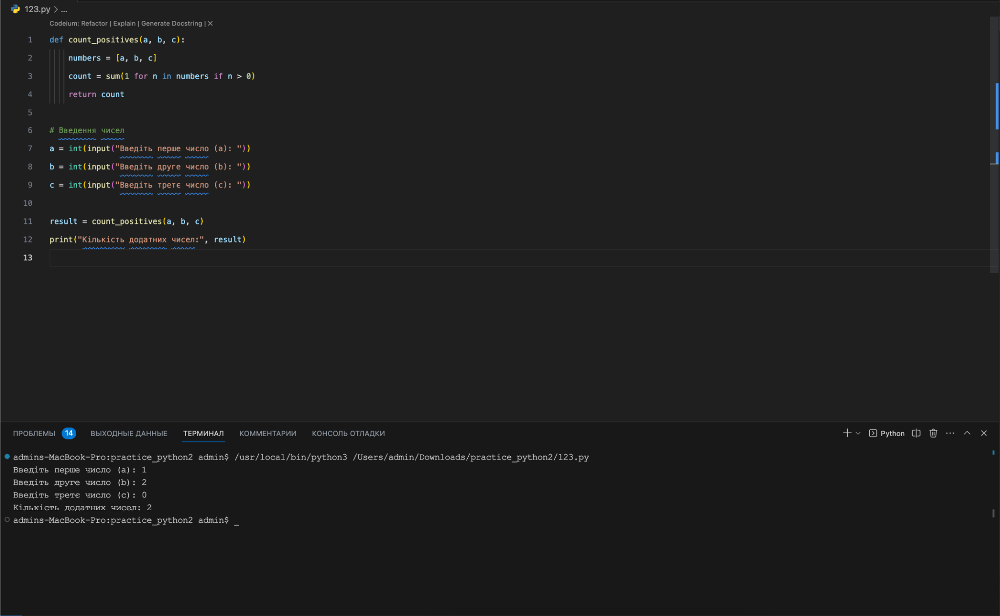 123.py > ...
Codeium: Refactor | Explain | Generate Docstring | ×
1 def count_positives(a, b, c):
2     numbers = [a, b, c]
3     count = sum(1 for n in numbers if n > 0)
4     return count
5
6 # Введення чисел
7 a = int(input("Введіть перше число (a): "))
8 b = int(input("Введіть друге число (b): "))
9 c = int(input("Введіть третє число (c): "))
10
11 result = count_positives(a, b, c)
12 print("Кількість додатних чисел:", result)
13
ПРОБЛЕМЫ 14 ВЫХОДНЫЕ ДАННЫЕ ТЕРМИНАЛ КОММЕНТАРИИ КОНСОЛЬ ОТЛАДКИ Python
admins-MacBook-Pro:practice_python2 admin$ /usr/local/bin/python3 /Users/admin/Downloads/practice_python2/123.py
Введіть перше число (a): 1
Введіть друге число (b): 2
Введіть третє число (c): 0
Кількість додатних чисел: 2
admins-MacBook-Pro:practice_python2 admin$ _